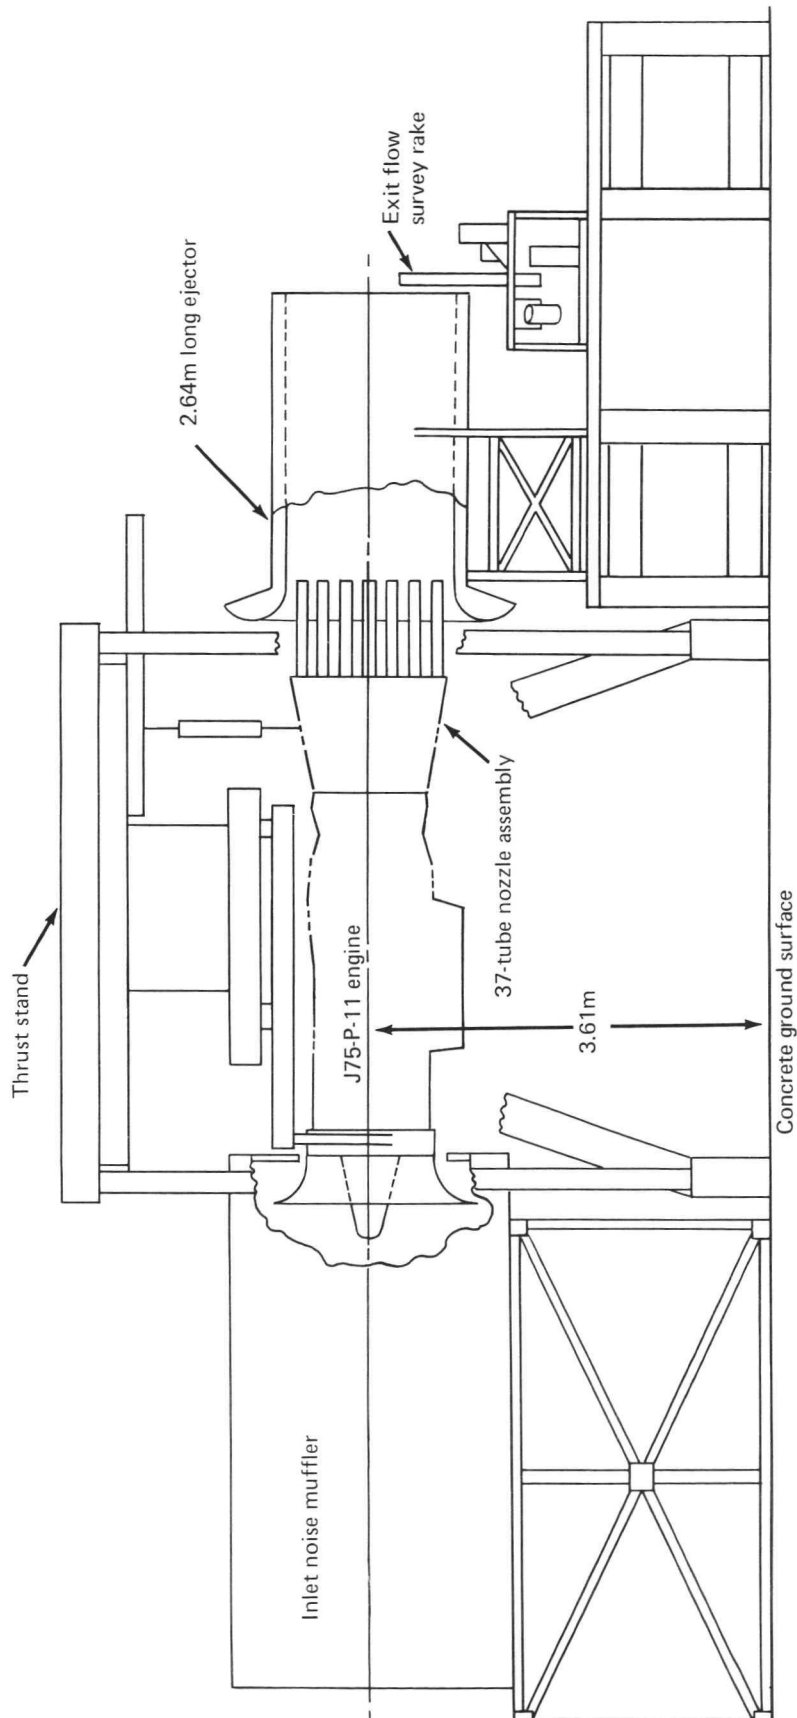 Thrust stand
2.64m long ejector
Exit flow
survey rake
J75-P-11 engine
37-tube nozzle assembly
Inlet noise muffler
3.61m
Concrete ground surface